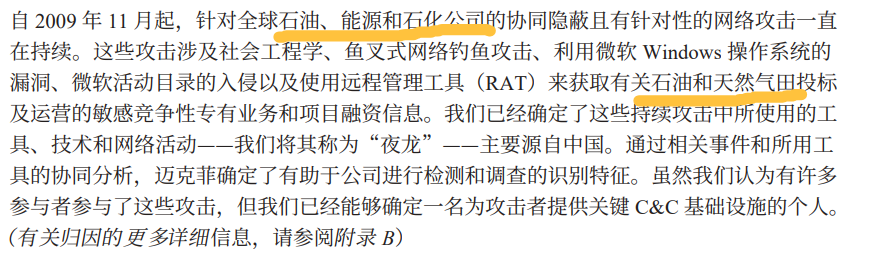 自 2009 年 11 月起，针对全球石油、能源和石化公司的协同隐蔽且有针对性的网络攻击一直
在持续。这些攻击涉及社会工程学、鱼叉式网络钓鱼攻击、利用微软 Windows 操作系统的
漏洞、微软活动目录的入侵以及使用远程管理工具（RAT）来获取有关石油和天然气田投标
及运营的敏感竞争性专有业务和项目融资信息。我们已经确定了这些持续攻击中所使用的工
具、技术和网络活动——我们将其称为“夜龙”——主要源自中国。通过相关事件和所用工
具的协同分析，迈克菲确定了有助于公司进行检测和调查的识别特征。虽然我们认为有许多
参与者参与了这些攻击，但我们已经能够确定一名为攻击者提供关键 C&C 基础设施的个人。
（有关归因的更多详细信息，请参阅附录 B）